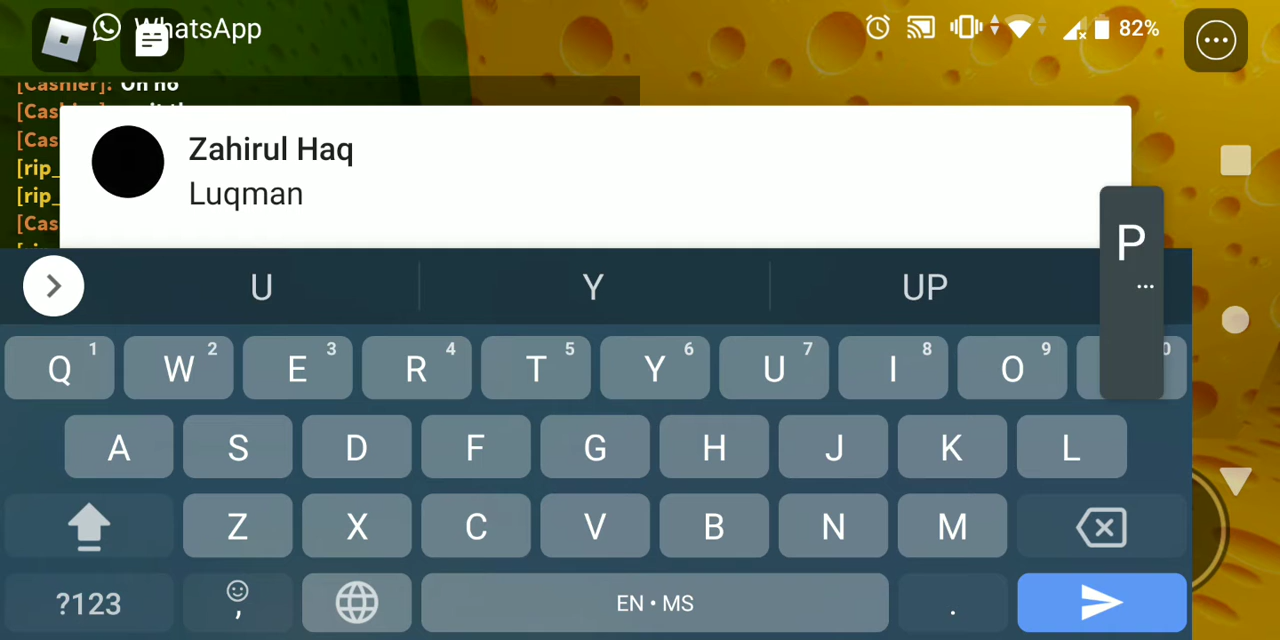 WhatsApp
82%
[Cashier]: Oh no
[Cas
[Cas
[rip_
[rip_
[Cas
Zahirul Haq
Luqman
U Y UP
P
...
Q 1 W 2 E 3 R 4 T 5 Y 6 U 7 I 8 O 9 0
A S D F G H J K L
Z X C V B N M
?123 , EN • MS .